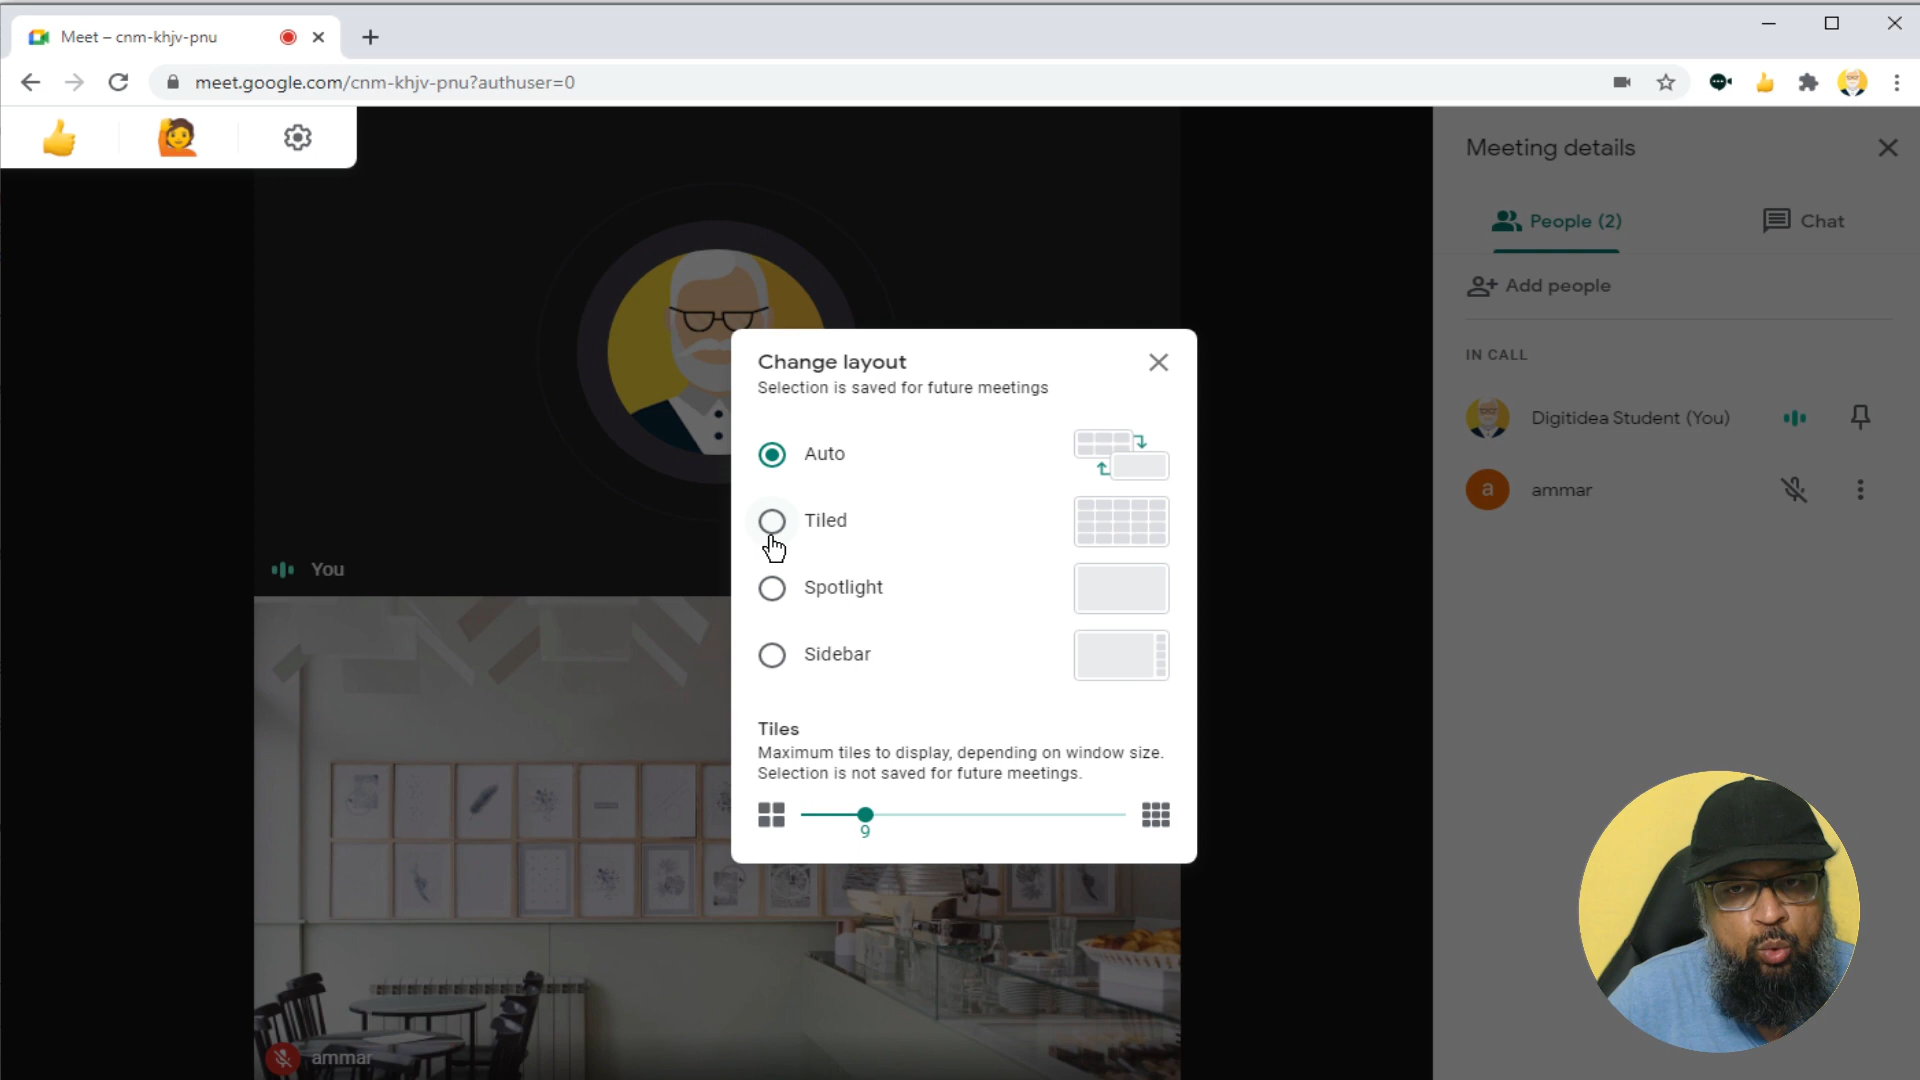 Meet – cnm-khjv-pnu
meet.google.com/cnm-khjv-pnu?authuser=0
Meeting details
People (2)
Chat
Add people
IN CALL
Digitidea Student (You)
a
ammar
You
ammar
Change layout
Selection is saved for future meetings
Auto
Tiled
Spotlight
Sidebar
Tiles
Maximum tiles to display, depending on window size.
Selection is not saved for future meetings.
9